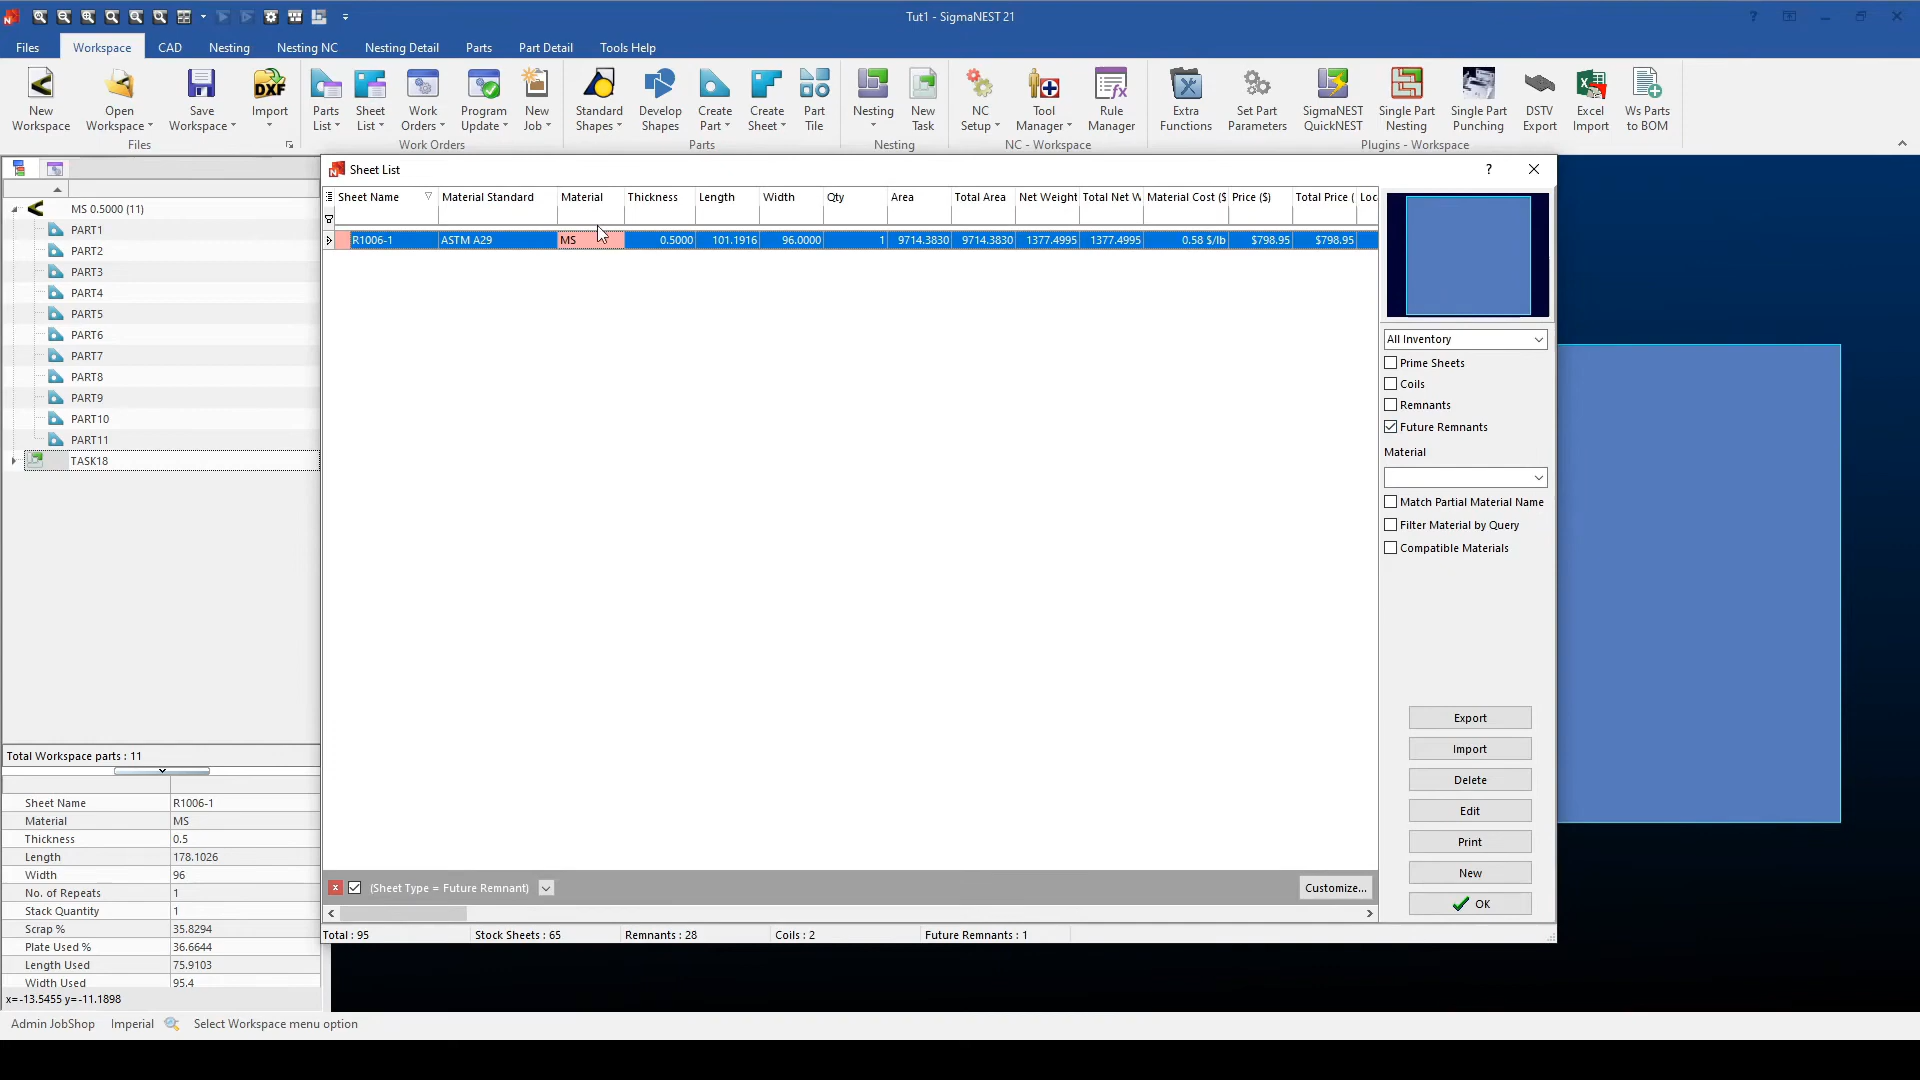 Tut1 - SigmaNEST 21
Files Workspace CAD Nesting Nesting NC Nesting Detail Parts Part Detail Tools Help
New Workspace
Open Workspace
Save Workspace
DXF
Import
Parts List
Sheet List
Work Orders
Program Update
New Job
Standard Shapes
Develop Shapes
Create Part
Create Sheet
Part Tile
Nesting
New Task
NC Setup
Tool Manager
Rule Manager
Extra Functions
Set Part Parameters
SigmaNEST QuickNEST
Single Part Nesting
Single Part Punching
DSTV Export
Excel Import
Ws Parts to BOM
Files Work Orders Parts Nesting NC - Workspace Plugins - Workspace
MS 0.5000 (11)
PART1
PART2
PART3
PART4
PART5
PART6
PART7
PART8
PART9
PART10
PART11
TASK18
Total Workspace parts : 11
Sheet Name R1006-1
Material MS
Thickness 0.5
Length 178.1026
Width 96
No. of Repeats 1
Stack Quantity 1
Scrap % 35.8294
Plate Used % 36.6644
Length Used 75.9103
Width Used 95.4
x=-13.5455 y=-11.1898
Admin JobShop Imperial Select Workspace menu option
Sheet List
Sheet Name Material Standard Material Thickness Length Width Qty Area Total Area Net Weight Total Net W Material Cost ($ Price ($) Total Price ( Loc
R1006-1 ASTM A29 MS 0.5000 101.1916 96.0000 1 9714.3830 9714.3830 1377.4995 1377.4995 0.58 $/lb $798.95 $798.95
(Sheet Type = Future Remnant)
Customize...
Total : 95 Stock Sheets : 65 Remnants : 28 Coils : 2 Future Remnants : 1
All Inventory
Prime Sheets
Coils
Remnants
Future Remnants
Material
Match Partial Material Name
Filter Material by Query
Compatible Materials
Export
Import
Delete
Edit
Print
New
OK